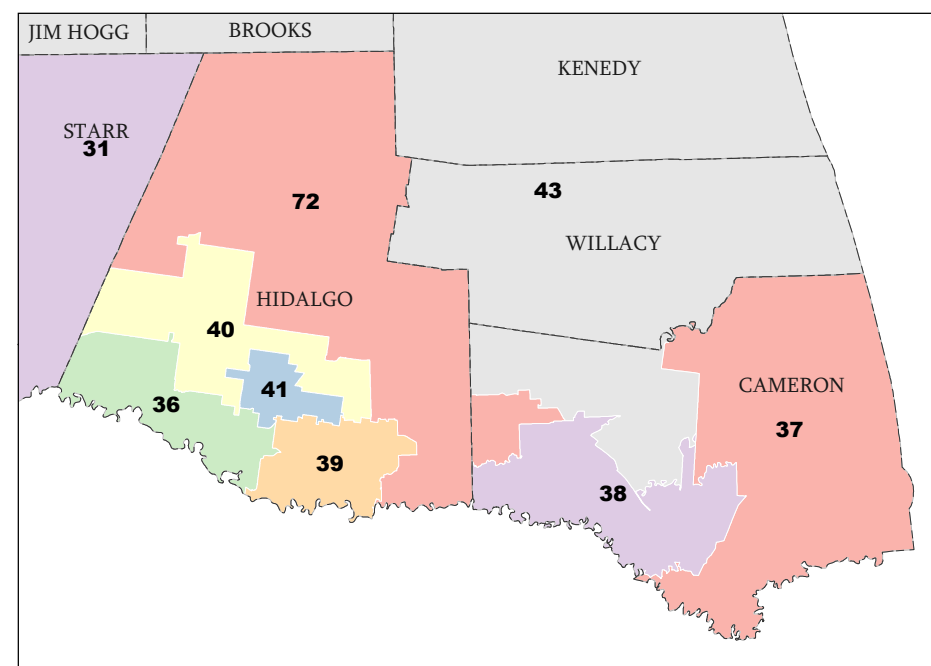 JIM HOGG
BROOKS
KENEDY
STARR
31
72
43
WILLACY
HIDALGO
40
41
CAMERON
36
37
39
38